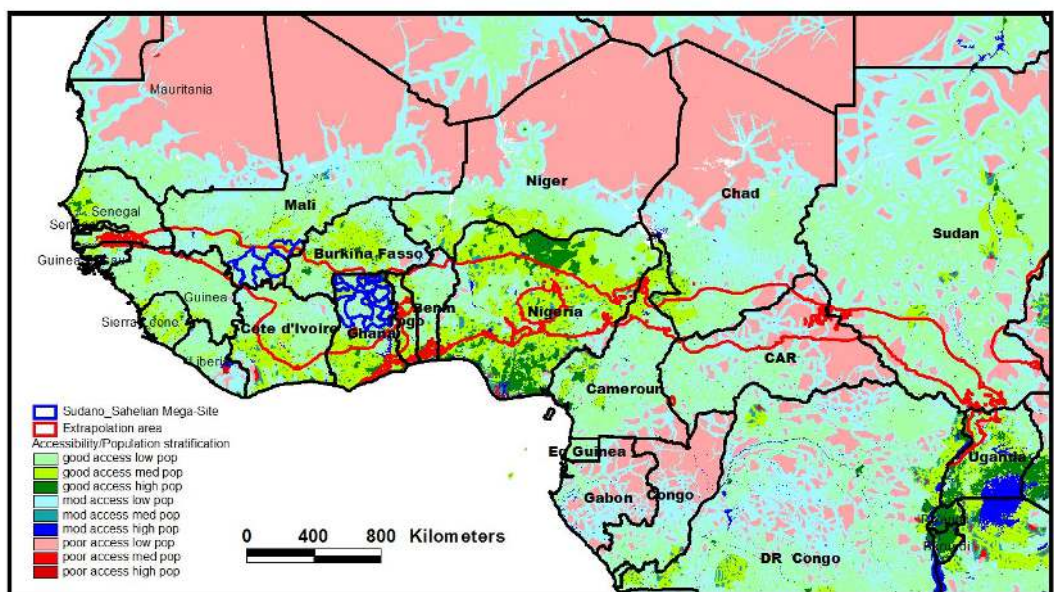 Mauritania
Niger
Chad
Mali
Senegal
Sudan
Burkina Fasso
Guinea
Benin
Nigeria
Sierra Leone
Cote d'Ivoire
Ghana
Togo
Liberia
CAR
Cameroun
Eq Guinea
Uganda
Gabon
Congo
DR Congo
Sudano_Sahelian Mega-Site
Extrapolation area
Accessibility/Population stratification
good access low pop
good access med pop
good access high pop
mod access low pop
mod access med pop
mod access high pop
poor access low pop
poor access med pop
poor access high pop
0 400 800 Kilometers